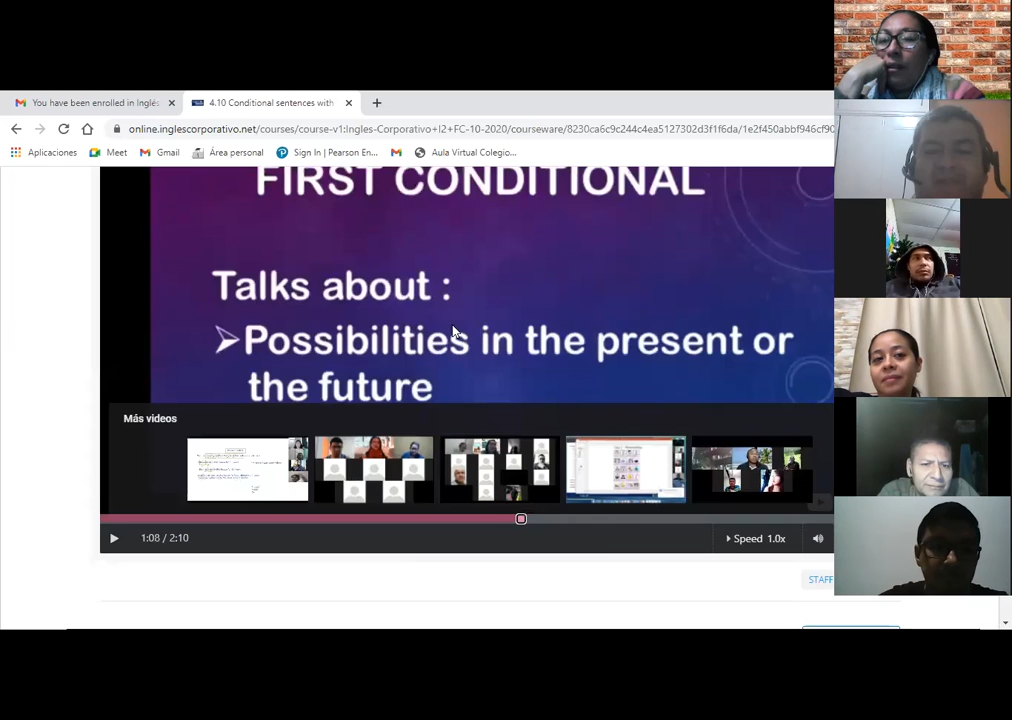 You have been enrolled in Inglés
4.10 Conditional sentences with
online.inglescorporativo.net/courses/course-v1:Ingles-Corporativo+I2+FC-10-2020/courseware/8230ca6c9c244c4ea5127302d3f1f6da/1e2f450abbf946cf90
Aplicaciones Meet Gmail Área personal Sign In | Pearson En... Aula Virtual Colegio...
FIRST CONDITIONAL
Talks about :
➢Possibilities in the present or
the future
Más videos
1:08 / 2:10 Speed 1.0x
STAFF